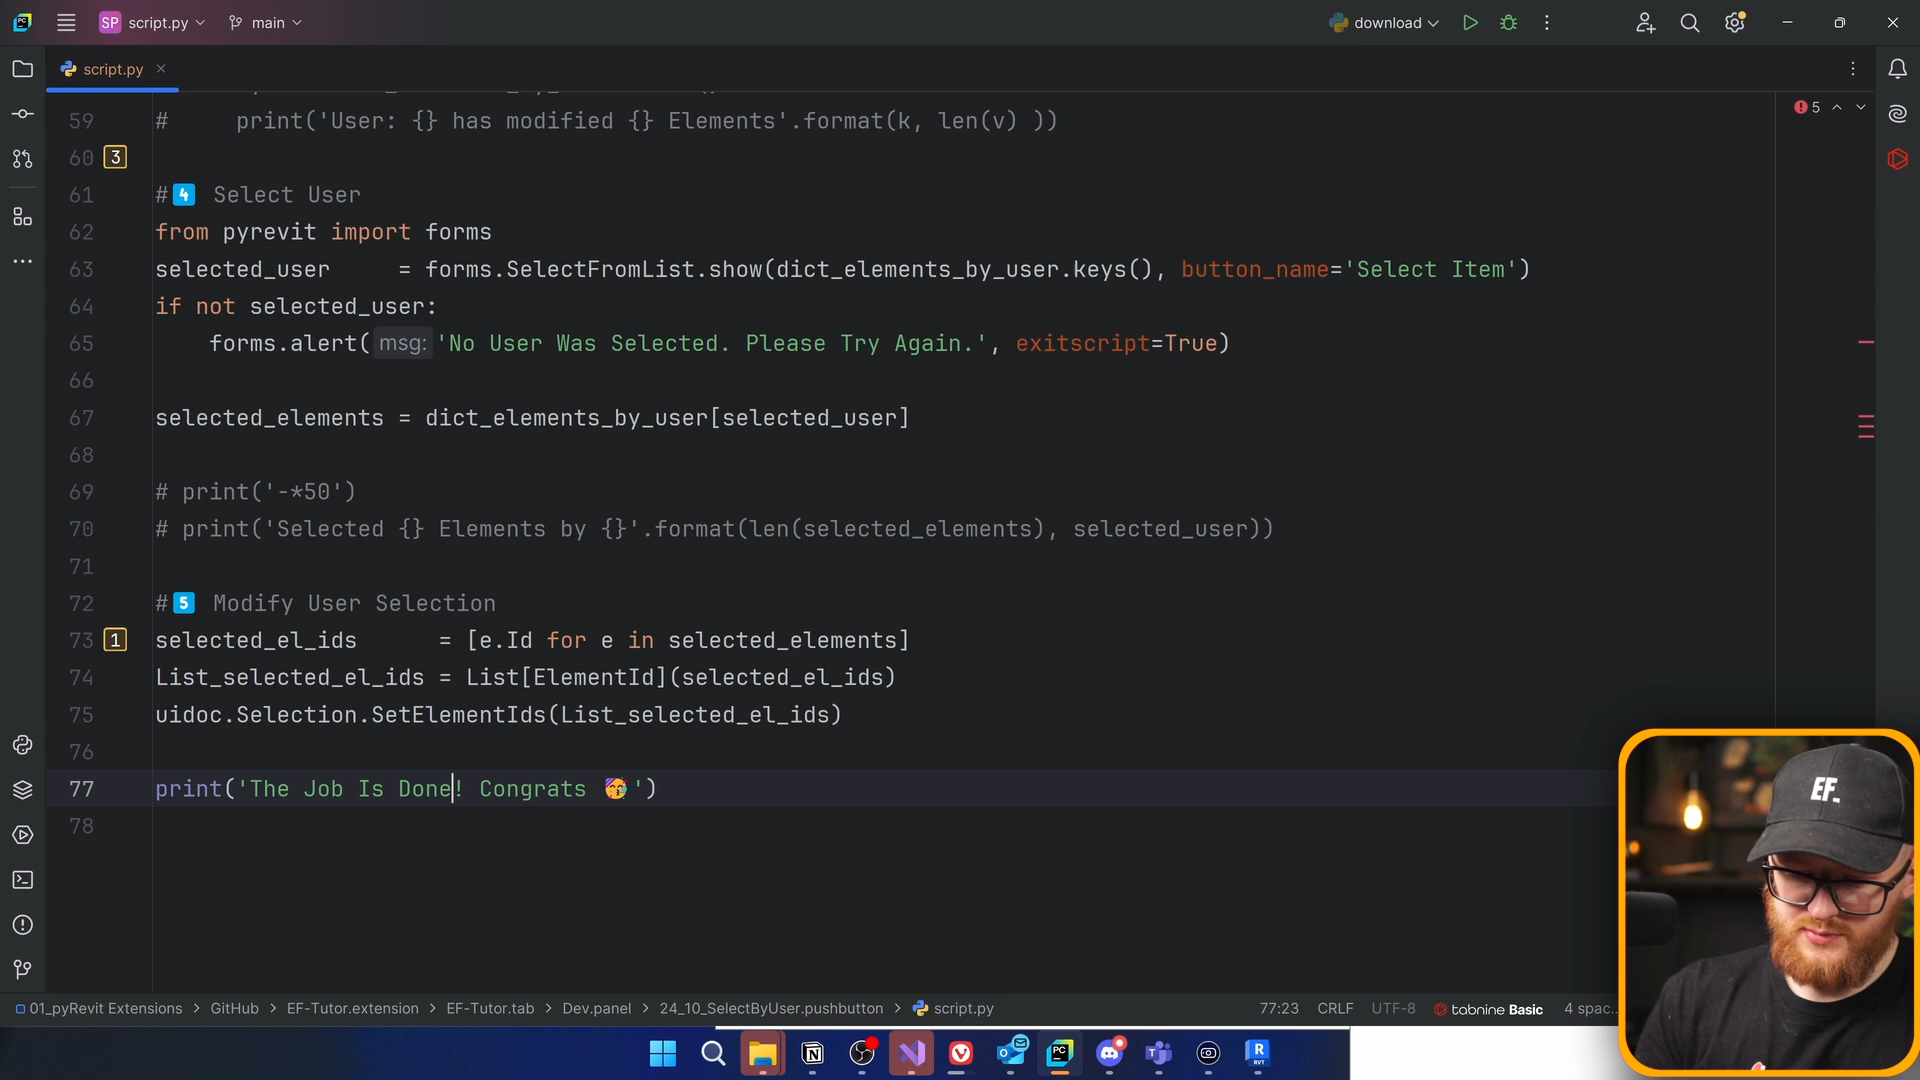 SP script.py main download
script.py
5
59 # print('User: {} has modified {} Elements'.format(k, len(v) ))
60 3
61 #4️⃣ Select User
62 from pyrevit import forms
63 selected_user = forms.SelectFromList.show(dict_elements_by_user.keys(), button_name='Select Item')
64 if not selected_user:
65 forms.alert( msg: 'No User Was Selected. Please Try Again.', exitscript=True)
66
67 selected_elements = dict_elements_by_user[selected_user]
68
69 # print('-*50')
70 # print('Selected {} Elements by {}'.format(len(selected_elements), selected_user))
71
72 #5️⃣ Modify User Selection
73 1 selected_el_ids = [e.Id for e in selected_elements]
74 List_selected_el_ids = List[ElementId](selected_el_ids)
75 uidoc.Selection.SetElementIds(List_selected_el_ids)
76
77 print('The Job Is Done! Congrats 🥳')
78
EF.
01_pyRevit Extensions > GitHub > EF-Tutor.extension > EF-Tutor.tab > Dev.panel > 24_10_SelectByUser.pushbutton > script.py 77:23 CRLF UTF-8 tabnine Basic 4 spac...